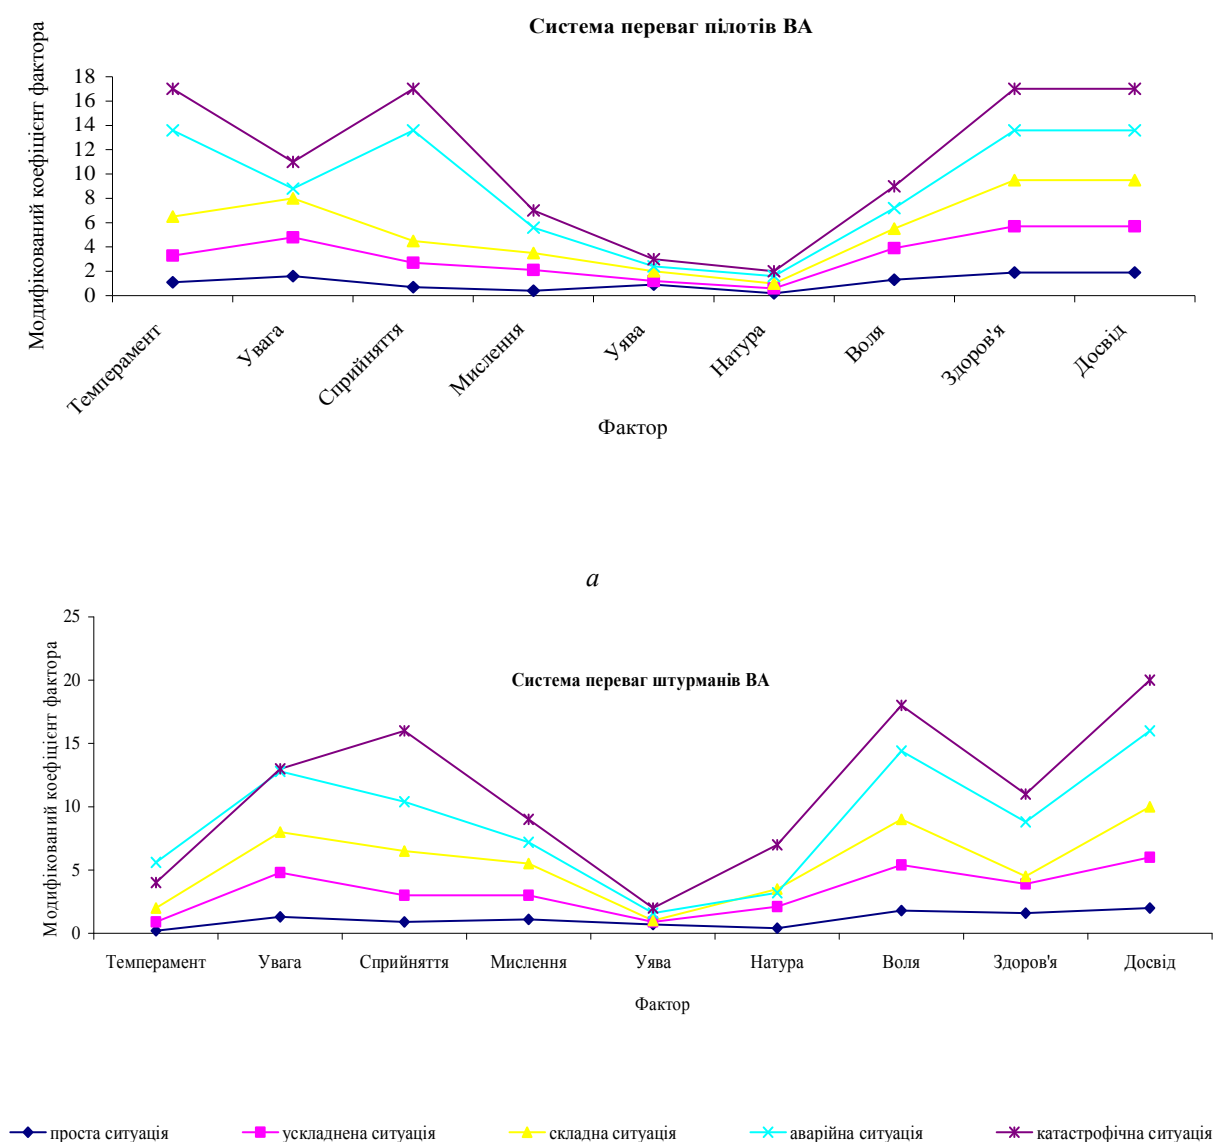 Система переваг пілотів ВА
Модифікований коефіцієнт фактора
18
16
14
12
10
8
6
4
2
0
Темперамент
Увага
Сприйняття
Мислення
Уява
Натура
Воля
Здоров'я
Досвід
Фактор
а
Система переваг штурманів ВА
Модифікований коефіцієнт фактора
25
20
15
10
5
0
Темперамент Увага Сприйняття Мислення Уява Натура Воля Здоров'я Досвід
Фактор
проста ситуація ускладнена ситуація складна ситуація аварійна ситуація катастрофічна ситуація